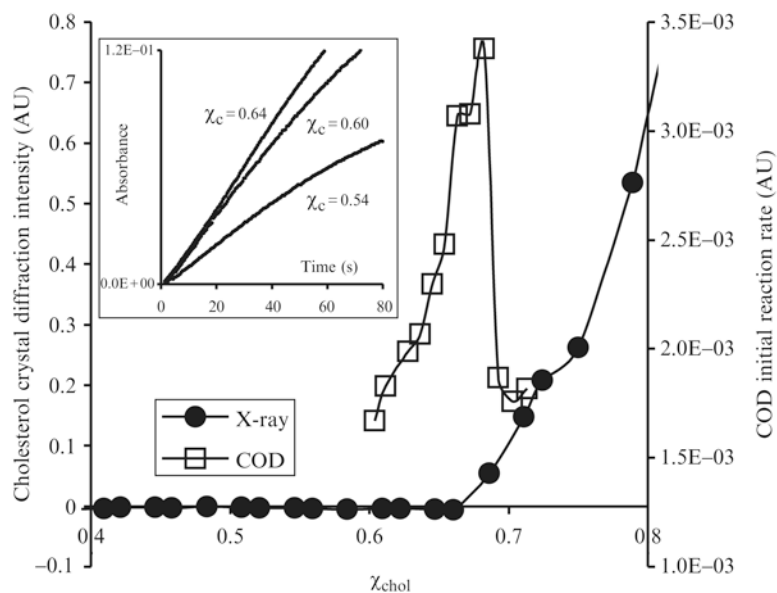 Cholesterol crystal diffraction intensity (AU)
0.8
0.7
0.6
0.5
0.4
0.3
0.2
0.1
0
–0.1
0.4
0.5
0.6
0.7
0.8
χchol
3.5E–03
3.0E–03
2.5E–03
2.0E–03
1.5E–03
1.0E–03
COD initial reaction rate (AU)
1.2E–01
Absorbance
0.0E+00
χc=0.64
χc=0.60
χc=0.54
Time (s)
0 20 40 60 80
X-ray
COD